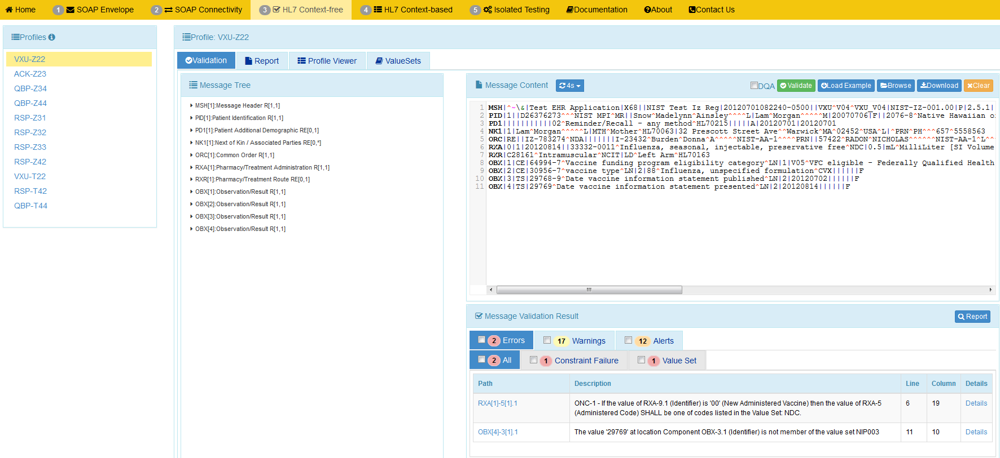 Home 1 SOAP Envelope 2 SOAP Connectivity 3 HL7 Context-free 4 HL7 Context-based 5 Isolated Testing Documentation About Contact Us
Profiles
VXU-Z22
ACK-Z23
QBP-Z34
QBP-Z44
RSP-Z31
RSP-Z32
RSP-Z33
RSP-Z42
VXU-T22
RSP-T42
QBP-T44
Profile: VXU-Z22
Validation Report Profile Viewer ValueSets
Message Tree
MSH[1]:Message Header R[1,1]
PID[1]:Patient Identification R[1,1]
PD1[1]:Patient Additional Demographic RE[0,1]
NK1[1]:Next of Kin / Associated Parties RE[0,*]
ORC[1]:Common Order R[1,1]
RXA[1]:Pharmacy/Treatment Administration R[1,1]
RXR[1]:Pharmacy/Treatment Route RE[0,1]
OBX[1]:Observation/Result R[1,1]
OBX[2]:Observation/Result R[1,1]
OBX[3]:Observation/Result R[1,1]
OBX[4]:Observation/Result R[1,1]
Message Content 4s DQA Validate Load Example Browse Download Clear
1 MSH|^~\&|Test EHR Application|X68||NIST Test Iz Reg|20120701082240-0500||VXU^V04^VXU_V04|NIST-IZ-001.00|P|2.5.1|
2 PID|1||D26376273^^^NIST MPI^MR||Snow^Madelynn^Ainsley^^^^L|Lam^Morgan^^^^^M|20070706|F||2076-8^Native Hawaiian o
3 PD1|||||||||||02^Reminder/Recall - any method^HL70215|||||A|20120701|20120701
4 NK1|1|Lam^Morgan^^^^^L|MTH^Mother^HL70063|32 Prescott Street Ave^^Warwick^MA^02452^USA^L|^PRN^PH^^^657^5558563
5 ORC|RE||IZ-783274^NDA|||||||I-23432^Burden^Donna^A^^^^^NIST-AA-1^^^^PRN||57422^RADON^NICHOLAS^^^^^^NIST-AA-1^L^^
6 RXA|0|1|20120814||33332-0011^Influenza, seasonal, injectable, preservative free^NDC|0.5|mL^MilliLiter [SI Volume
7 RXR|C28161^Intramuscular^NCIT|LD^Left Arm^HL70163
8 OBX|1|CE|64994-7^Vaccine funding program eligibility category^LN|1|V05^VFC eligible - Federally Qualified Health
9 OBX|2|CE|30956-7^vaccine type^LN|2|88^Influenza, unspecified formulation^CVX||||||F
10 OBX|3|TS|29768-9^Date vaccine information statement published^LN|2|20120702||||||F
11 OBX|4|TS|29769^Date vaccine information statement presented^LN|2|20120814||||||F
Message Validation Result Report
2 Errors 17 Warnings 12 Alerts
2 All 1 Constraint Failure 1 Value Set
Path Description Line Column Details
RXA[1]-5[1].1 ONC-1 - If the value of RXA-9.1 (Identifier) is '00' (New Administered Vaccine) then the value of RXA-5 6 19 Details
(Administered Code) SHALL be one of codes listed in the Value Set: NDC.
OBX[4]-3[1].1 The value '29769' at location Component OBX-3.1 (Identifier) is not member of the value set NIP003 11 10 Details